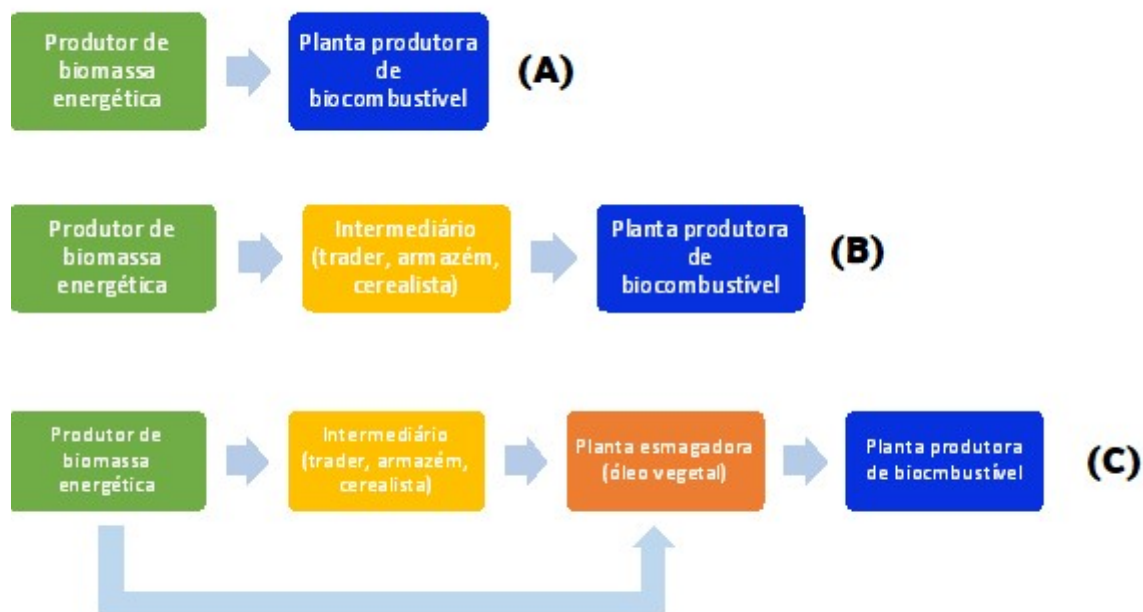 Produtor de
biomassa
energética
Planta produtora
de
biocombustível
(A)
Produtor de
biomassa
energética
Intermediário
(trader, armazém,
cerealista)
Planta produtora
de
biocombustível
(B)
Produtor de
biomassa
energética
Intermediário
(trader, armazém,
cerealista)
Planta esmagadora
(óleo vegetal)
Planta produtora
de biocmbustível
(C)